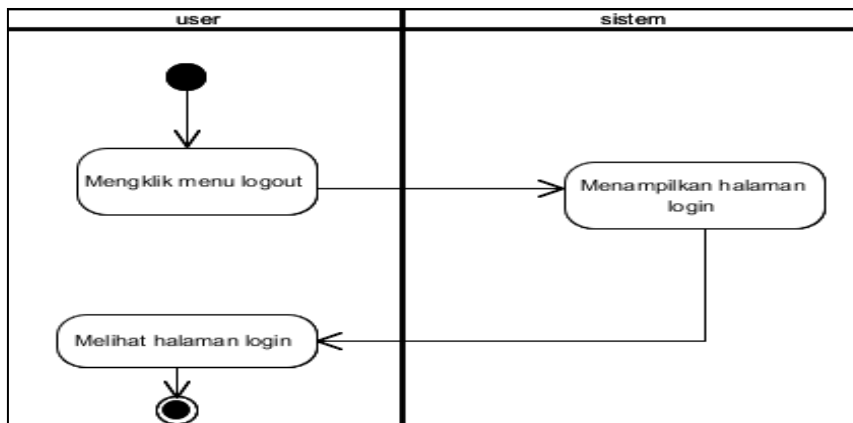 user
sistem
Mengklik menu logout
Menampilkan halaman
login
Melihat halaman login